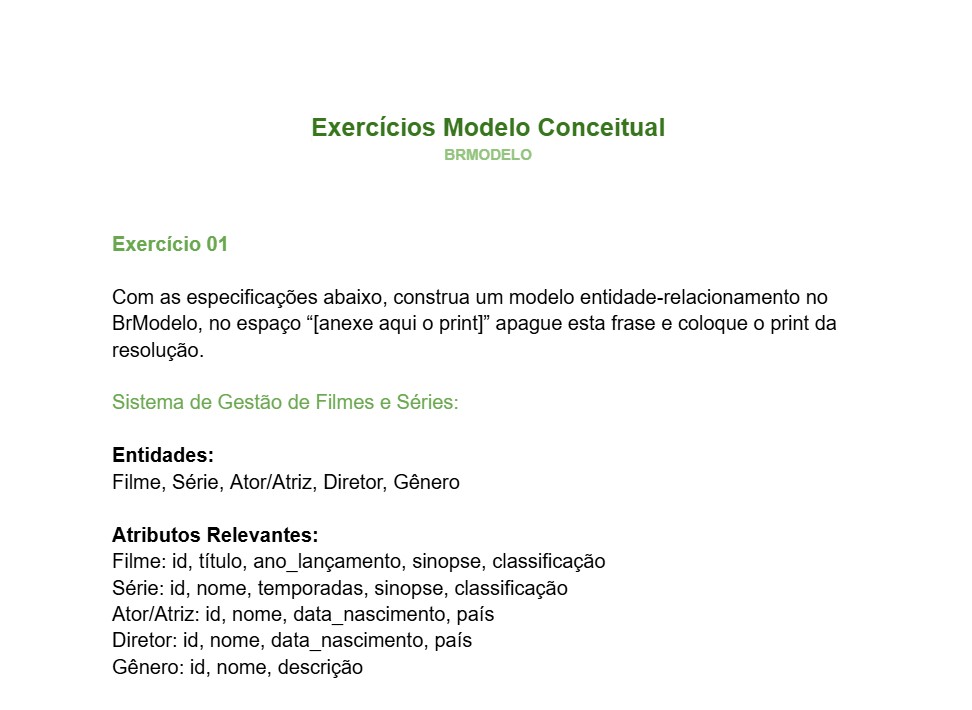 Exercícios Modelo Conceitual
BRMODELO
Exercício 01
Com as especificações abaixo, construa um modelo entidade-relacionamento no
BrModelo, no espaço “[anexe aqui o print]” apague esta frase e coloque o print da
resolução.
Sistema de Gestão de Filmes e Séries:
Entidades:
Filme, Série, Ator/Atriz, Diretor, Gênero
Atributos Relevantes:
Filme: id, título, ano_lançamento, sinopse, classificação
Série: id, nome, temporadas, sinopse, classificação
Ator/Atriz: id, nome, data_nascimento, país
Diretor: id, nome, data_nascimento, país
Gênero: id, nome, descrição